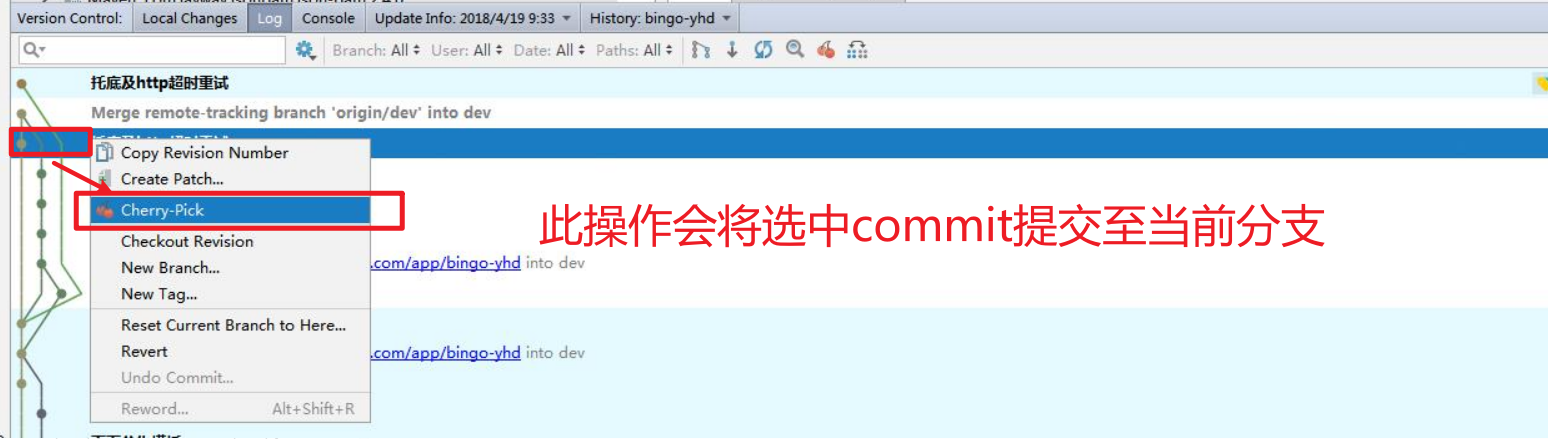 Version Control: Local Changes Log Console Update Info: 2018/4/19 9:33 History: bingo-yhd
Branch: All User: All Date: All Paths: All
托底及http超时重试
Merge remote-tracking branch 'origin/dev' into dev
Copy Revision Number
Create Patch...
Cherry-Pick
此操作会将选中commit提交至当前分支
Checkout Revision
New Branch...
.com/app/bingo-yhd into dev
New Tag...
Reset Current Branch to Here...
Revert
.com/app/bingo-yhd into dev
Undo Commit...
Reword... Alt+Shift+R